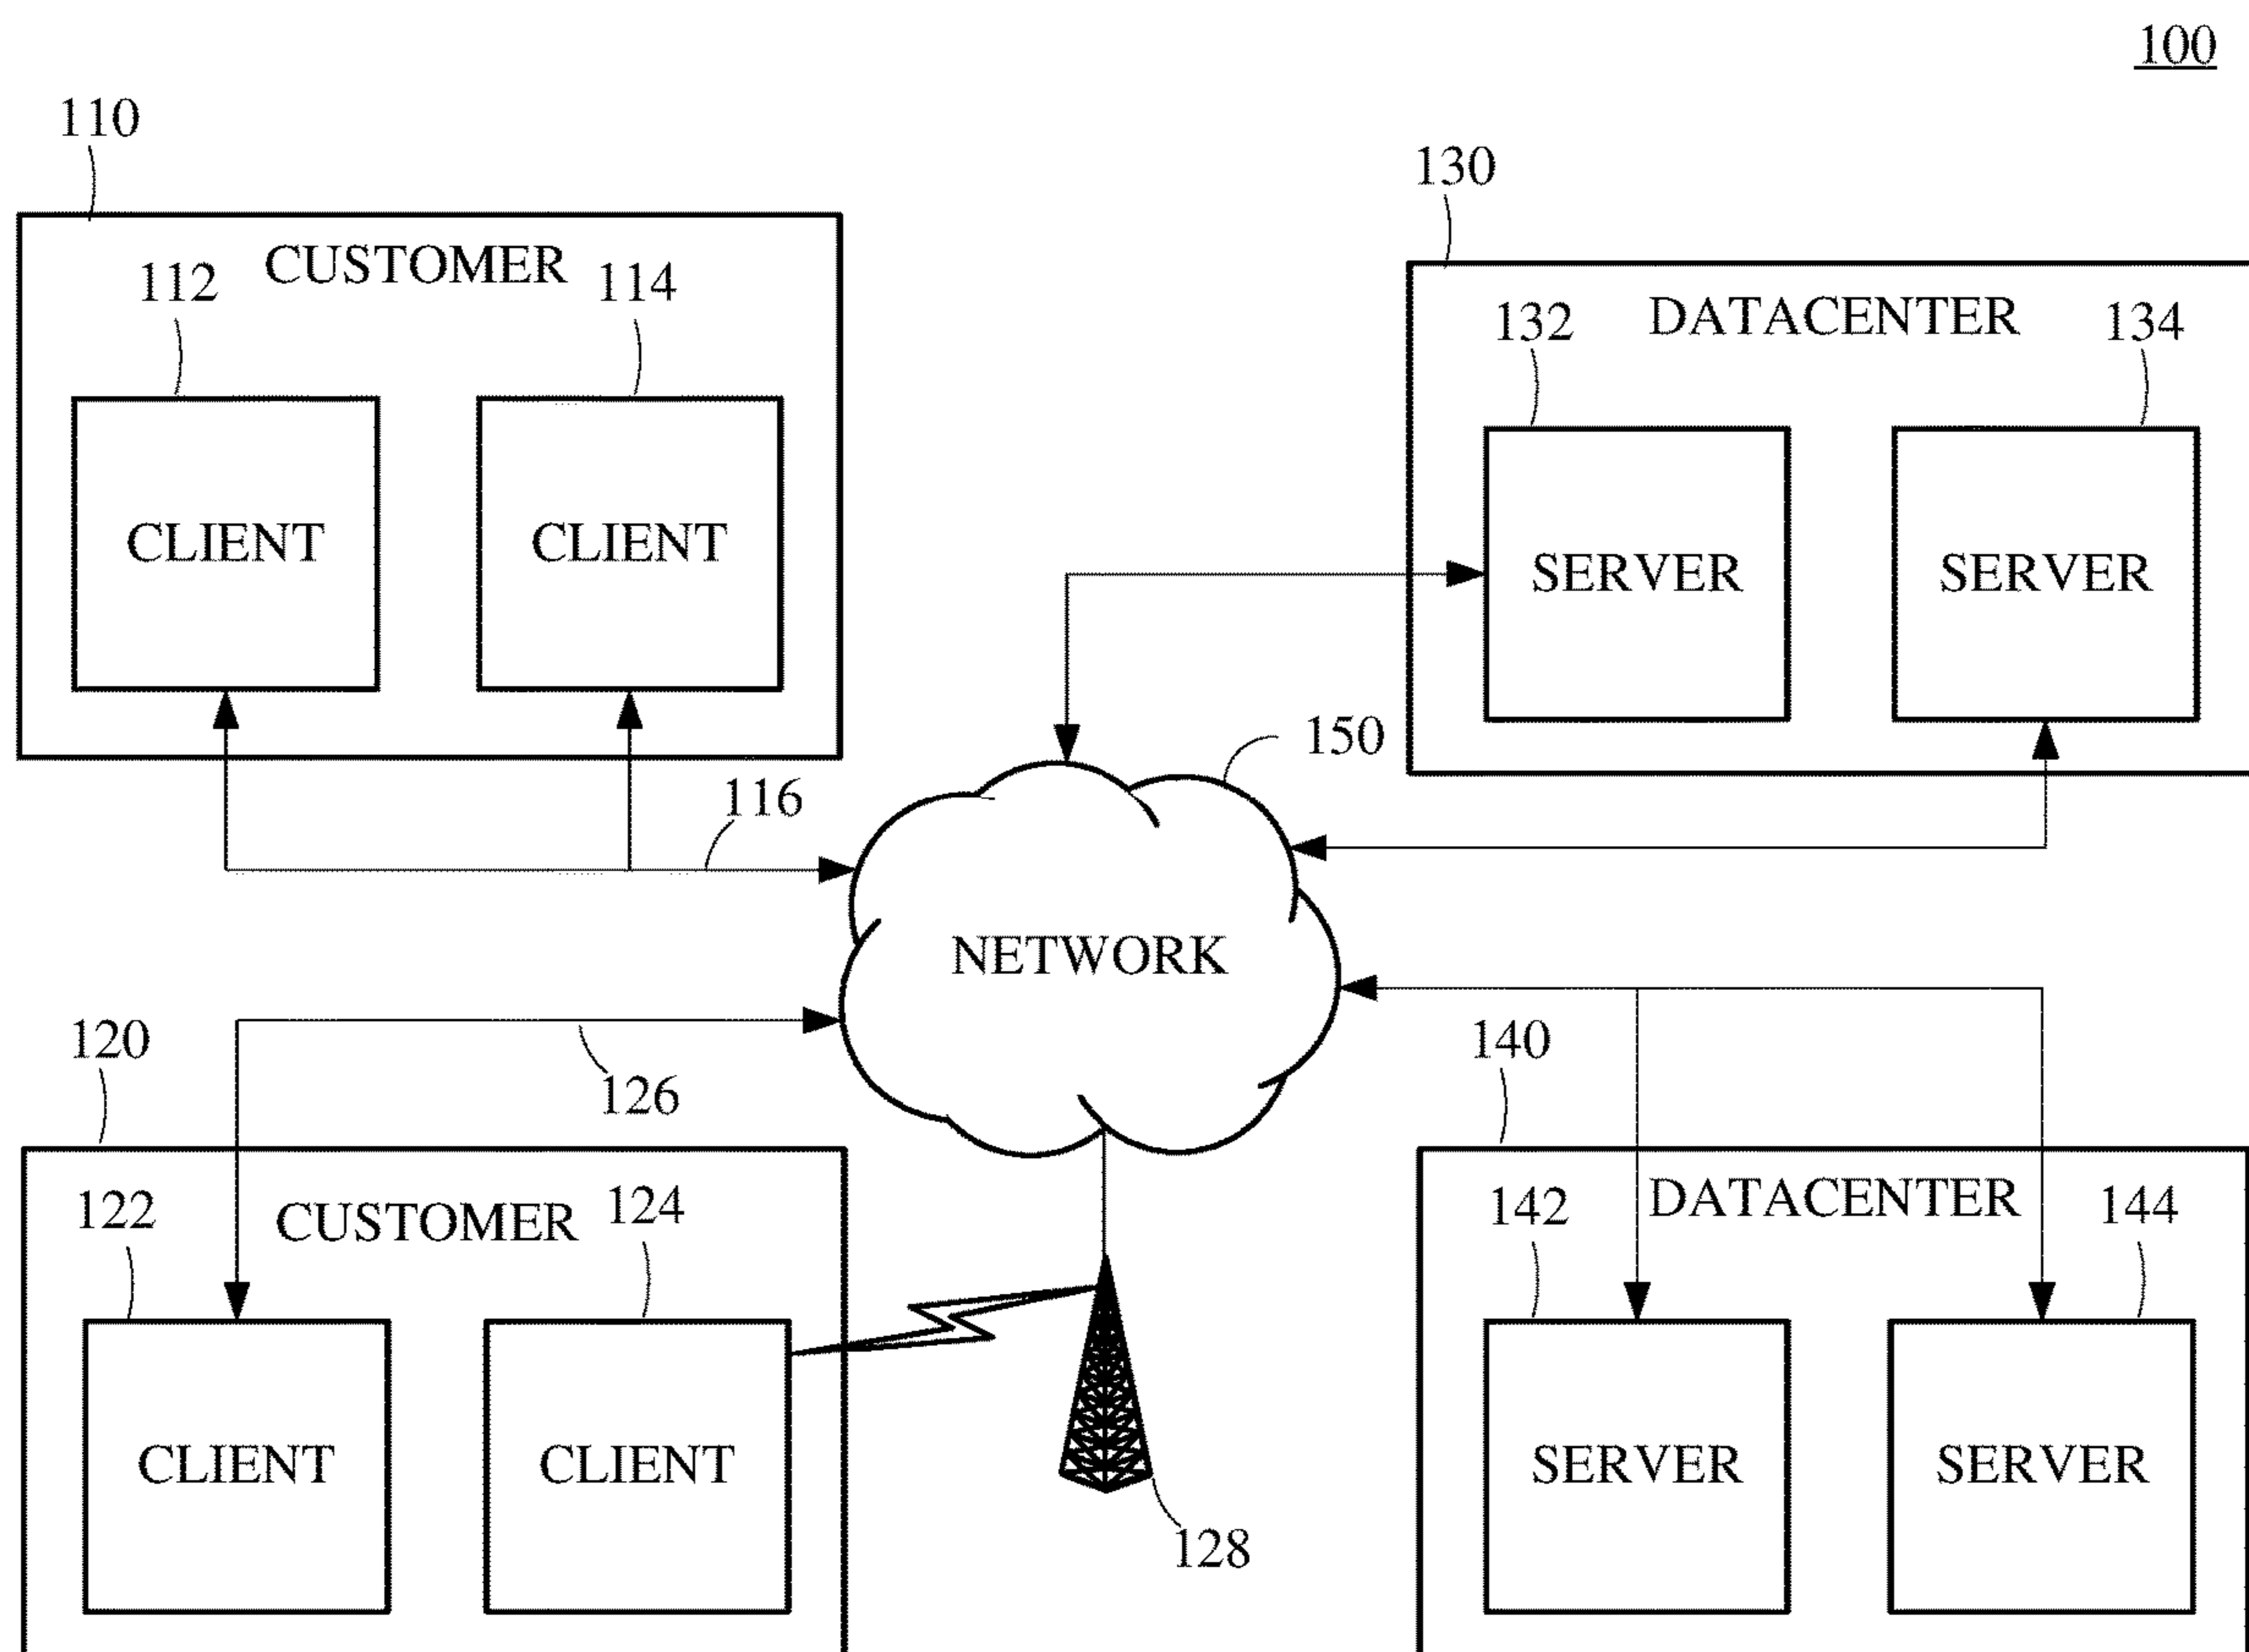 100
110
CUSTOMER
112
114
CLIENT
CLIENT
130
DATACENTER
132
134
SERVER
SERVER
116
150
NETWORK
126
120
CUSTOMER
122
124
CLIENT
CLIENT
128
140
DATACENTER
142
144
SERVER
SERVER